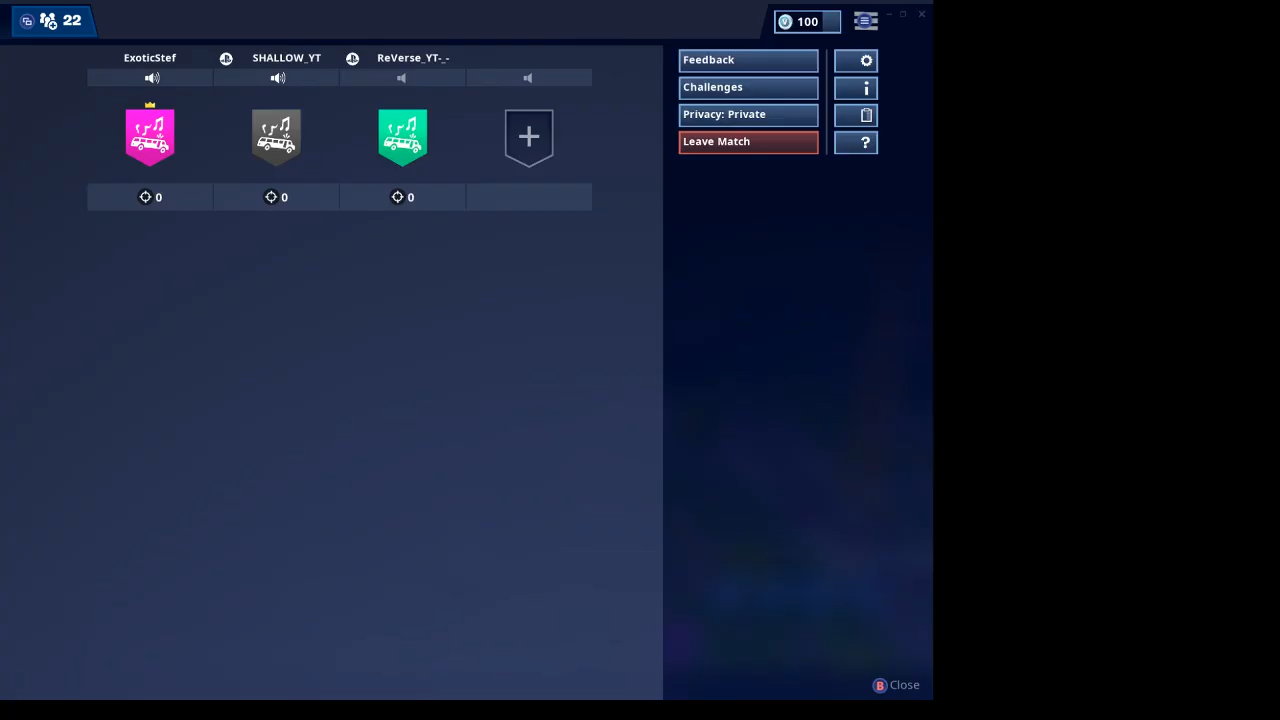 22
100
ExoticStef SHALLOW_YT ReVerse_YT-_-
0 0 0
Feedback
Challenges
Privacy: Private
Leave Match
i
?
B Close